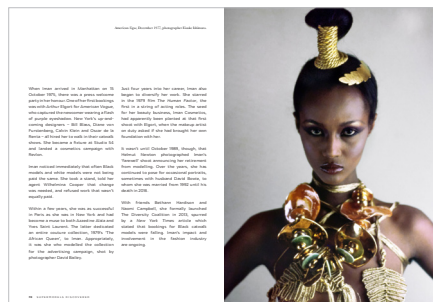 American Vogue, December 1977, photographer Kourken Pakchanian.
When Iman arrived in Manhattan on 15
October 1975, there was a press welcome
party in her honour. One of her first bookings
was with Arthur Elgort for American Vogue,
who captured the newcomer wearing a flash
of purple eyeshadow. New York's up-and-
coming designers – Bill Blass, Diane von
Furstenberg, Calvin Klein and Oscar de la
Renta – all hired her to walk in their catwalk
shows. She became a fixture at Studio 54
and landed a cosmetics campaign with
Revlon.
Iman noticed immediately that often Black
models and white models were not being
paid the same. She took a stand, told her
agent Wilhelmina Cooper that change
was needed, and refused work that wasn't
equally paid.
Within a few years, she was as successful
in Paris as she was in New York and had
become a muse to both Azzedine Alaïa and
Yves Saint Laurent. The latter dedicated
an entire couture collection, 1979's 'The
African Queen', to Iman. Appropriately,
it was she who modelled the collection
for the advertising campaign, shot by
photographer David Bailey.
Just four years into her career, Iman also
began to diversify her work. She starred
in the 1979 film The Human Factor, the
first in a string of acting roles. The seed
for her beauty business, Iman Cosmetics,
had apparently been planted at that first
shoot with Elgort, when the makeup artist
on duty asked if she had brought her own
foundation with her.
It wasn't until October 1989, though, that
Helmut Newton photographed Iman's
'farewell' shoot announcing her retirement
from modelling. Over the years, she has
continued to pose for occasional portraits,
sometimes with husband David Bowie, to
whom she was married from 1992 until his
death in 2016.
With friends Bethann Hardison and
Naomi Campbell, she formally launched
The Diversity Coalition in 2013, spurred
by a New York Times article which
stated that bookings for Black catwalk
models were falling. Iman's impact and
involvement in the fashion industry
are ongoing.
SUPERMODELS DISCOVERED